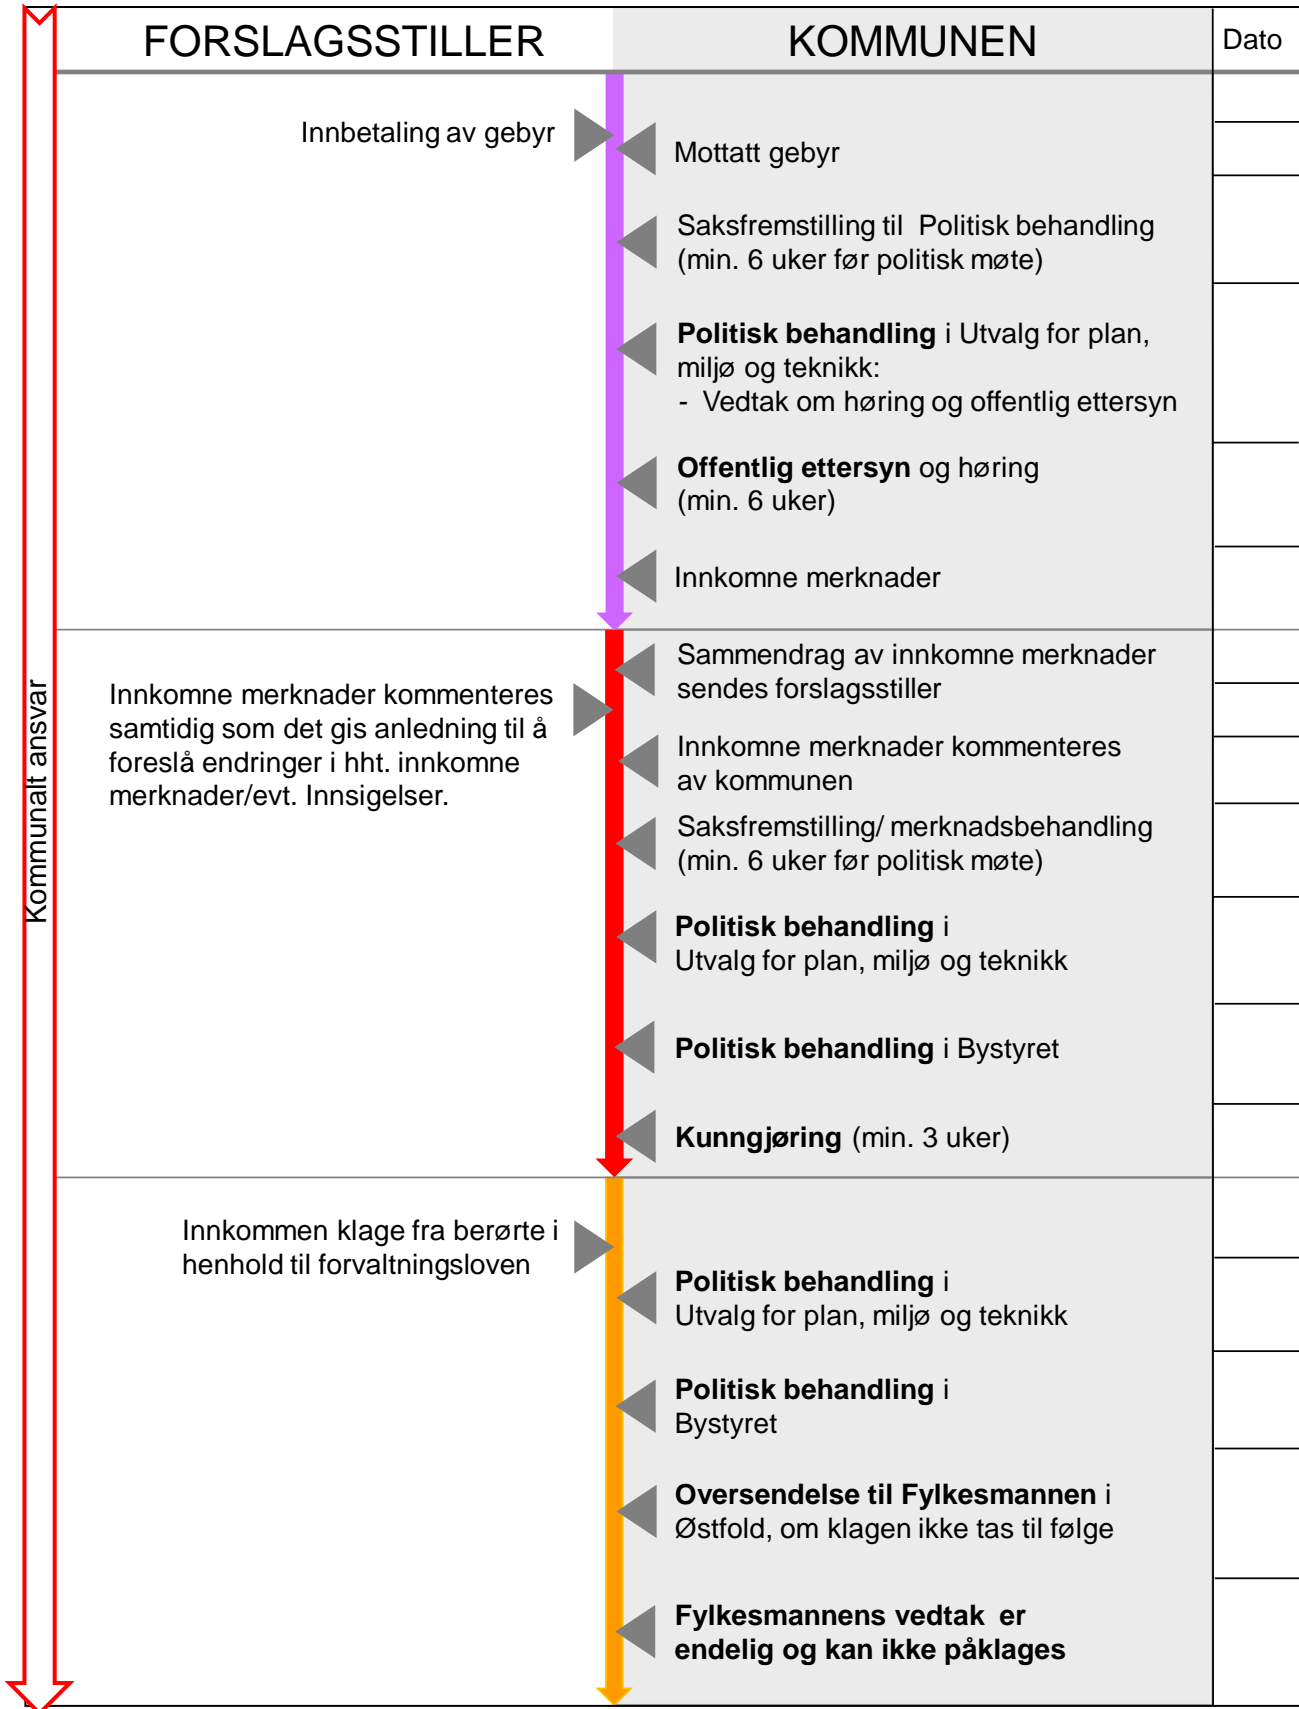 FORSLAGSSTILLER
KOMMUNEN
Dato
Innbetaling av gebyr
Mottatt gebyr
Saksfremstilling til Politisk behandling
(min. 6 uker før politisk møte)
Politisk behandling i Utvalg for plan,
miljø og teknikk:
- Vedtak om høring og offentlig ettersyn
Offentlig ettersyn og høring
(min. 6 uker)
Innkomne merknader
Kommunalt ansvar
Sammendrag av innkomne merknader
sendes forslagsstiller
Innkomne merknader kommenteres
samtidig som det gis anledning til å
foreslå endringer i hht. innkomne
merknader/evt. Innsigelser.
Innkomne merknader kommenteres
av kommunen
Saksfremstilling/ merknadsbehandling
(min. 6 uker før politisk møte)
Politisk behandling i
Utvalg for plan, miljø og teknikk
Politisk behandling i Bystyret
Kunngjøring (min. 3 uker)
Innkommen klage fra berørte i
henhold til forvaltningsloven
Politisk behandling i
Utvalg for plan, miljø og teknikk
Politisk behandling i
Bystyret
Oversendelse til Fylkesmannen i
Østfold, om klagen ikke tas til følge
Fylkesmannens vedtak er
endelig og kan ikke påklages